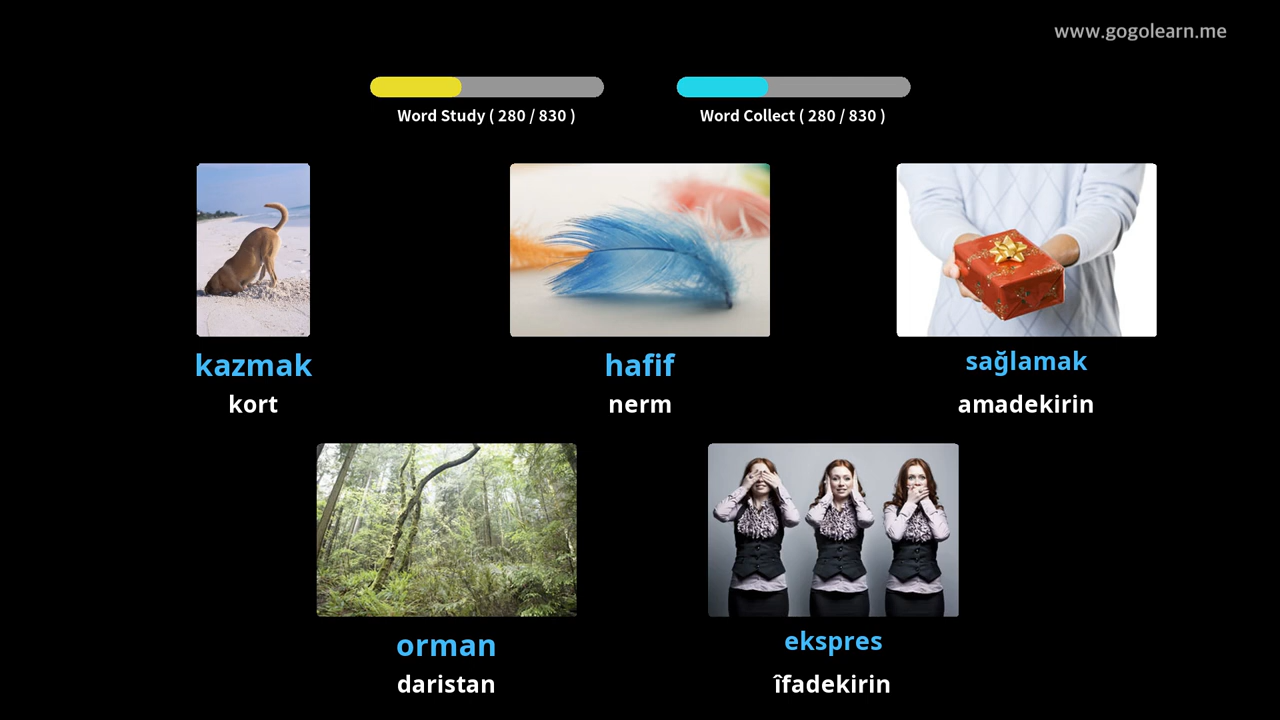 www.gogolearn.me
Word Study ( 280 / 830 )
Word Collect ( 280 / 830 )
kazmak
kort
hafif
nerm
sağlamak
amadekirin
orman
daristan
ekspres
îfadekirin